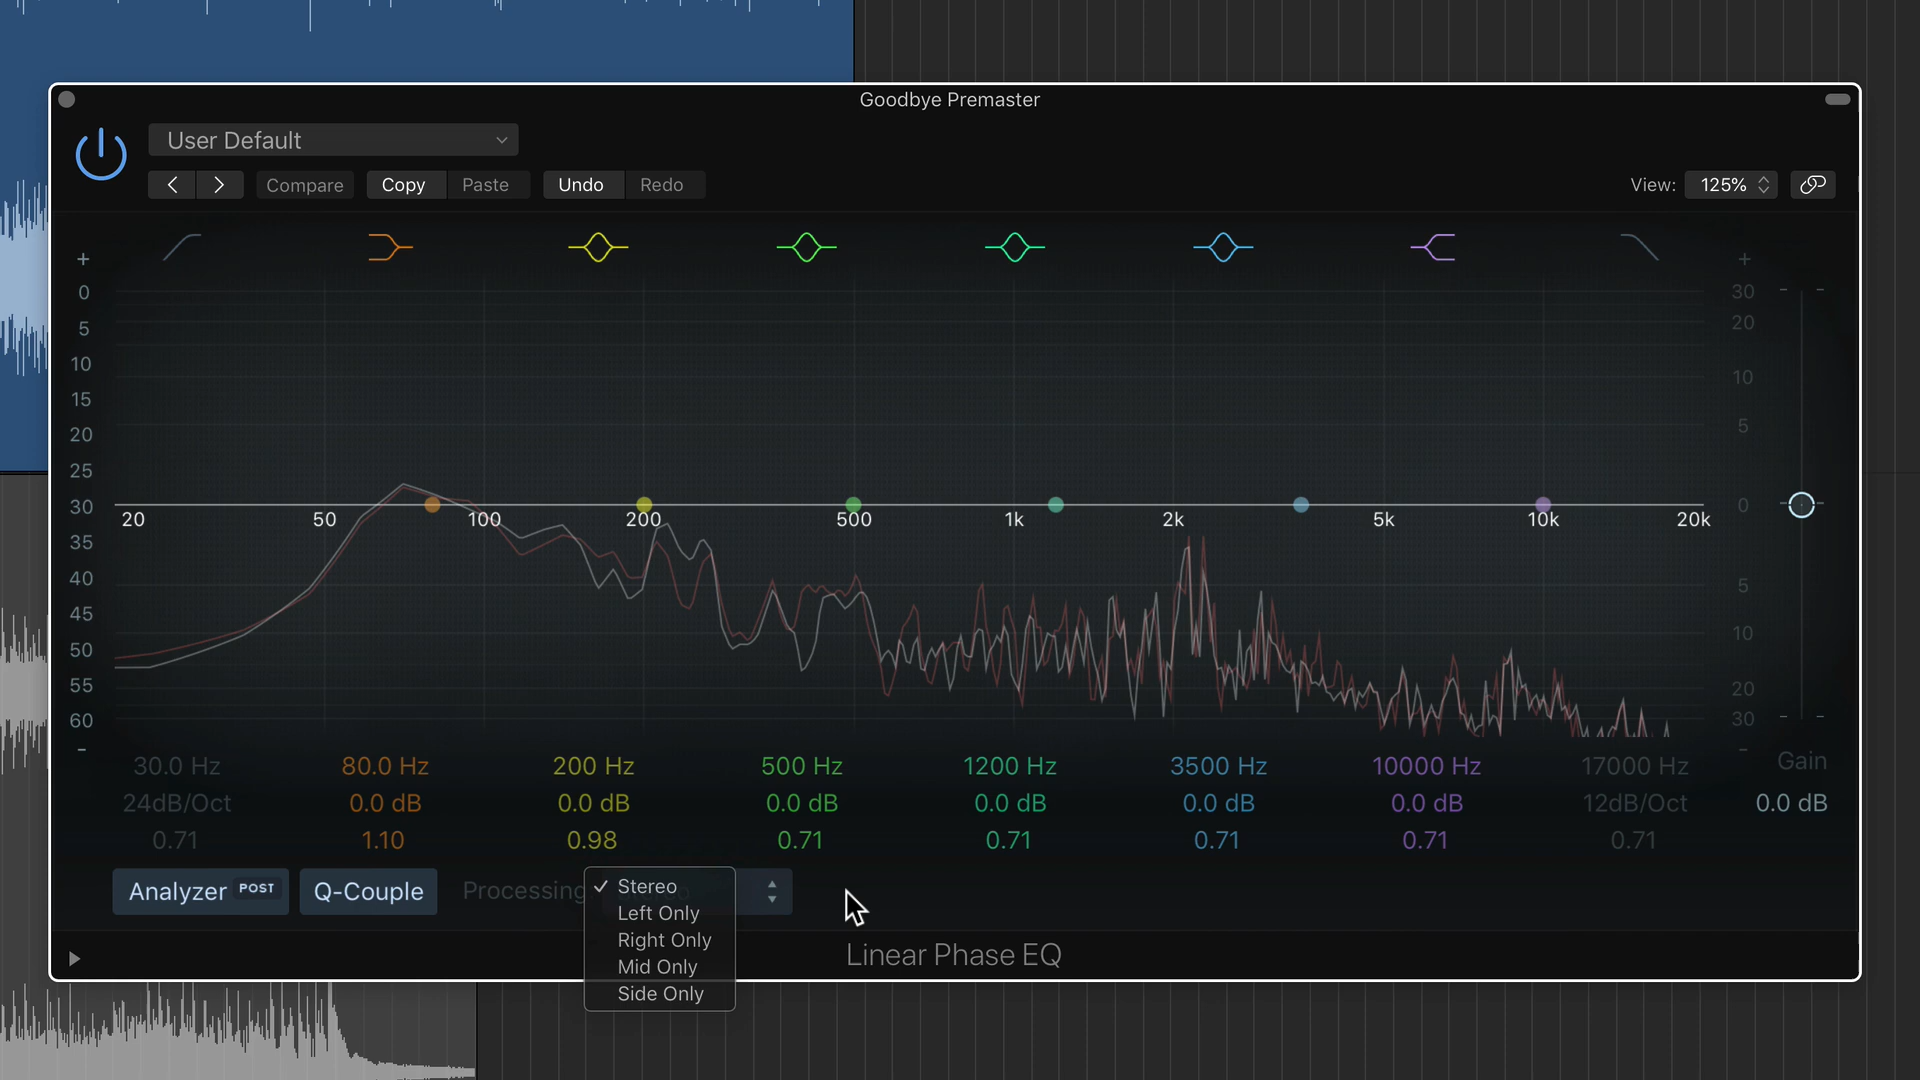 Goodbye Premaster
User Default
Compare Copy Paste Undo Redo
View: 125%
+ +
0 30
5 20
10 10
15
20 5
25
30 0
20 50 100 200 500 1k 2k 5k 10k 20k
35
40 5
45 10
50
55 20
60 30
- -
30.0 Hz 80.0 Hz 200 Hz 500 Hz 1200 Hz 3500 Hz 10000 Hz 17000 Hz Gain
24dB/Oct 0.0 dB 0.0 dB 0.0 dB 0.0 dB 0.0 dB 0.0 dB 12dB/Oct 0.0 dB
0.71 1.10 0.98 0.71 0.71 0.71 0.71 0.71
Analyzer POST Q-Couple Processing
✓ Stereo
Left Only
Right Only
Mid Only
Side Only
Linear Phase EQ